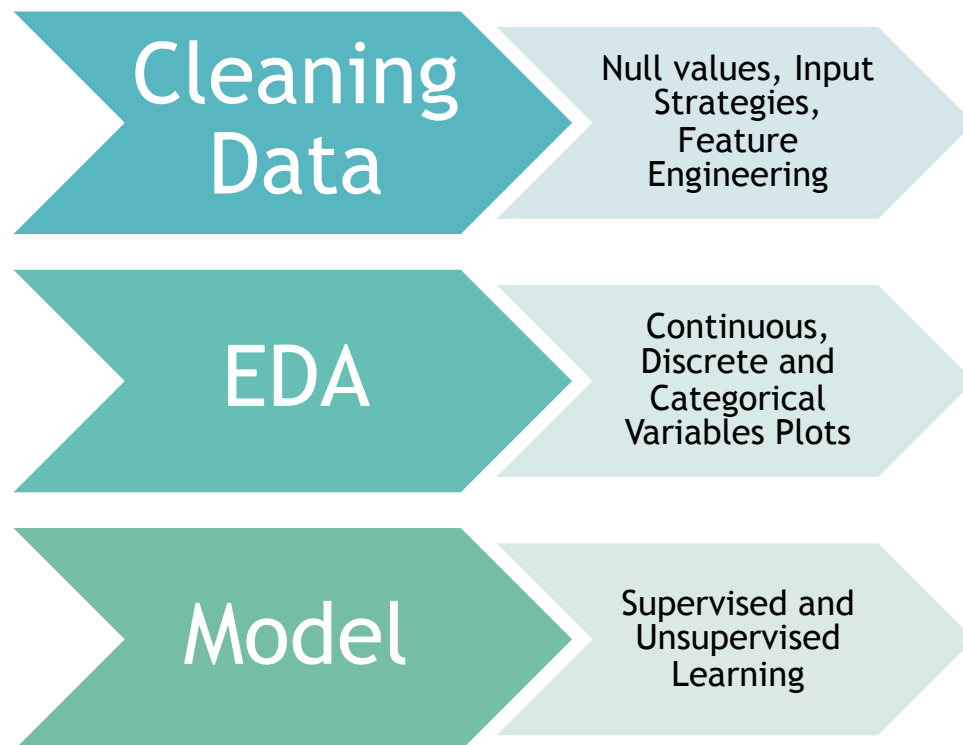 Cleaning
Data
Null values, Input
Strategies,
Feature
Engineering
EDA
Continuous,
Discrete and
Categorical
Variables Plots
Model
Supervised and
Unsupervised
Learning